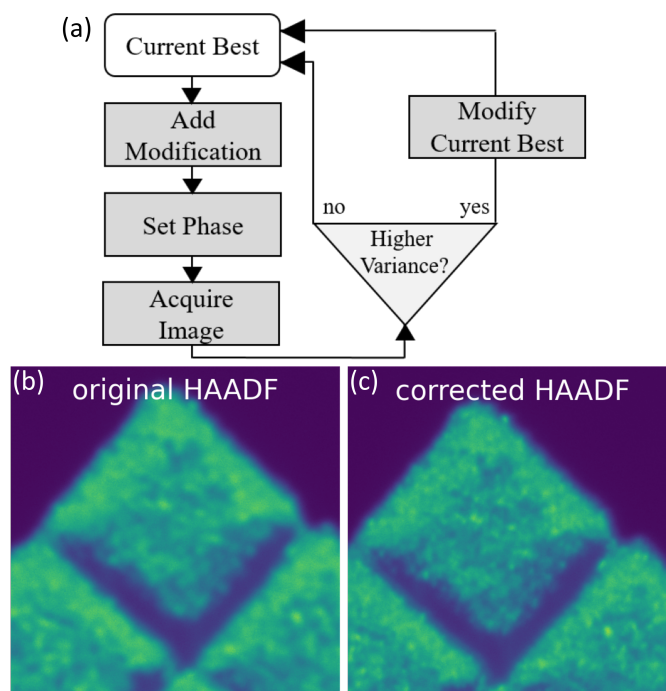 (a)
Current Best
Add
Modification
Set Phase
Acquire
Image
Modify
Current Best
no
yes
Higher
Variance?
(b)
original HAADF
(c)
corrected HAADF